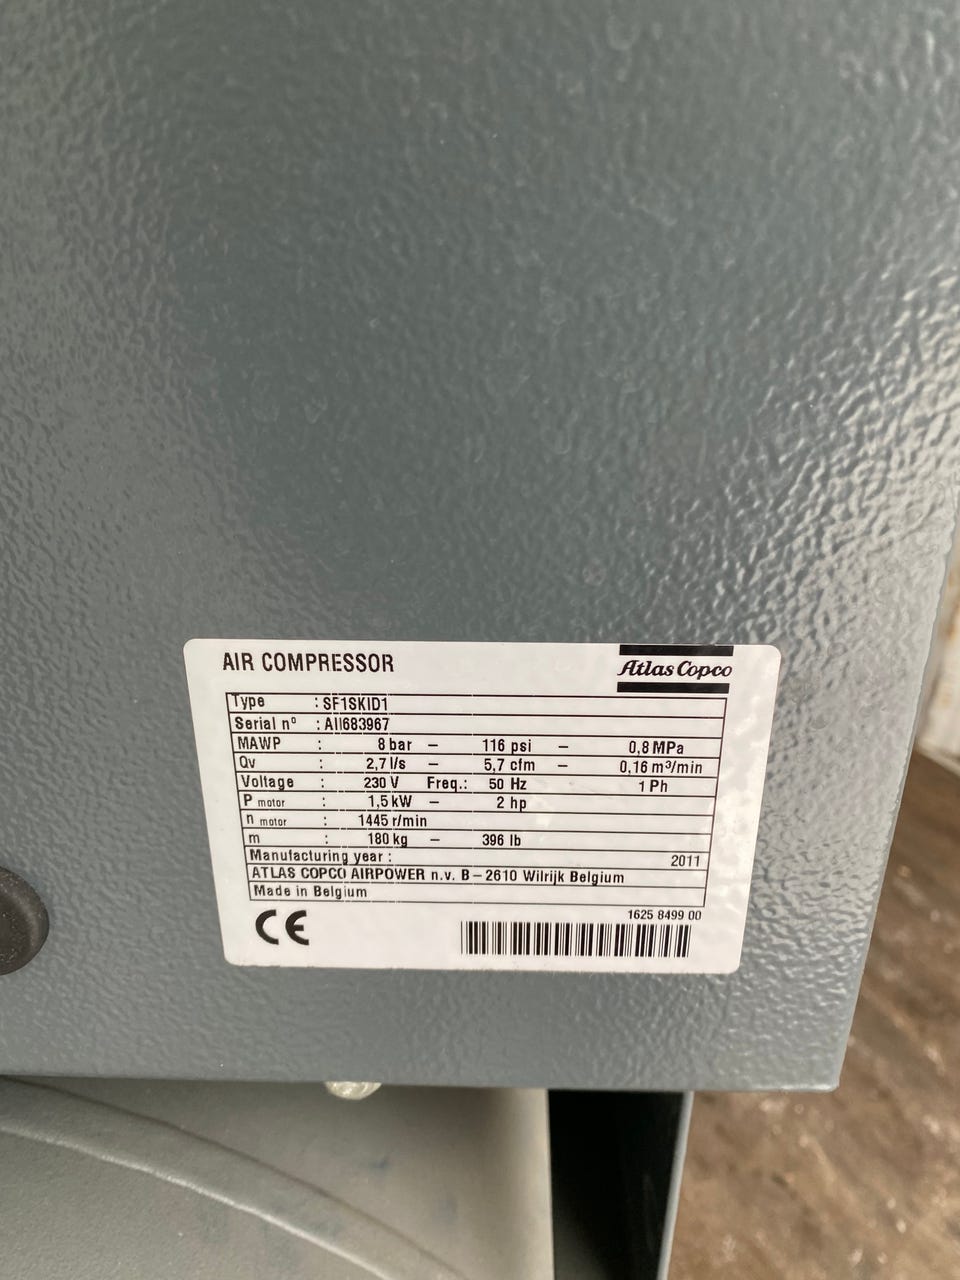 AIR COMPRESSOR
Atlas Copco
Type : SF1SKID1
Serial nº : AII683967
MAWP : 8 bar – 116 psi – 0,8 MPa
Qv : 2,7 l/s – 5,7 cfm – 0,16 m³/min
Voltage : 230 V Freq.: 50 Hz 1 Ph
P motor : 1,5 kW – 2 hp
n motor : 1445 r/min
m : 180 kg – 396 lb
Manufacturing year : 2011
ATLAS COPCO AIRPOWER n.v. B – 2610 Wilrijk Belgium
Made in Belgium
CE
1625 8499 00